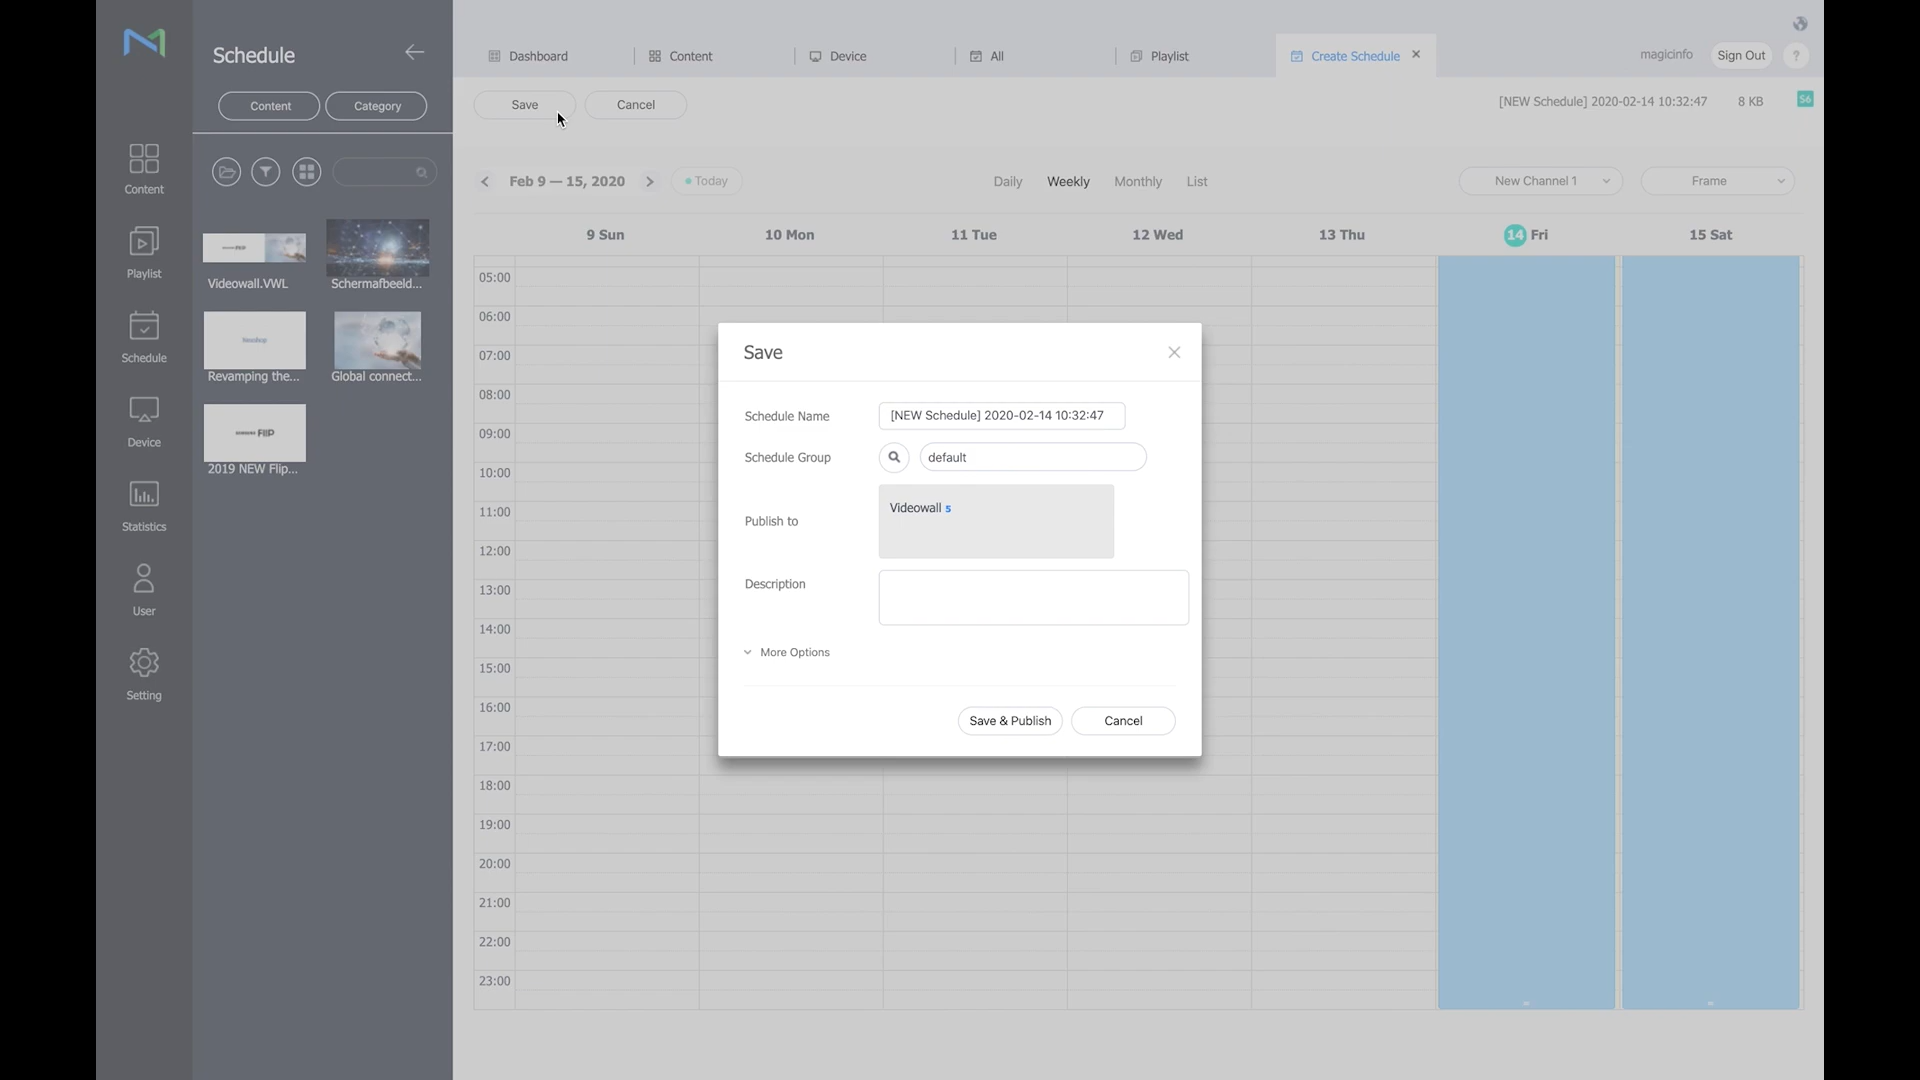 Schedule
Content
Category
Content
Playlist
Schedule
Device
Statistics
User
Setting
Videowall.VWL
Schermafbeeld...
Revamping the...
Global connect...
2019 NEW Flip...
Dashboard
Content
Device
All
Playlist
Create Schedule
magicinfo
Sign Out
?
Save
Cancel
[NEW Schedule] 2020-02-14 10:32:47
8 KB
S6
Feb 9 — 15, 2020
Today
Daily
Weekly
Monthly
List
New Channel 1
Frame
9 Sun
10 Mon
11 Tue
12 Wed
13 Thu
14 Fri
15 Sat
05:00
06:00
07:00
08:00
09:00
10:00
11:00
12:00
13:00
14:00
15:00
16:00
17:00
18:00
19:00
20:00
21:00
22:00
23:00
Save
Schedule Name
[NEW Schedule] 2020-02-14 10:32:47
Schedule Group
default
Publish to
Videowall S
Description
More Options
Save & Publish
Cancel